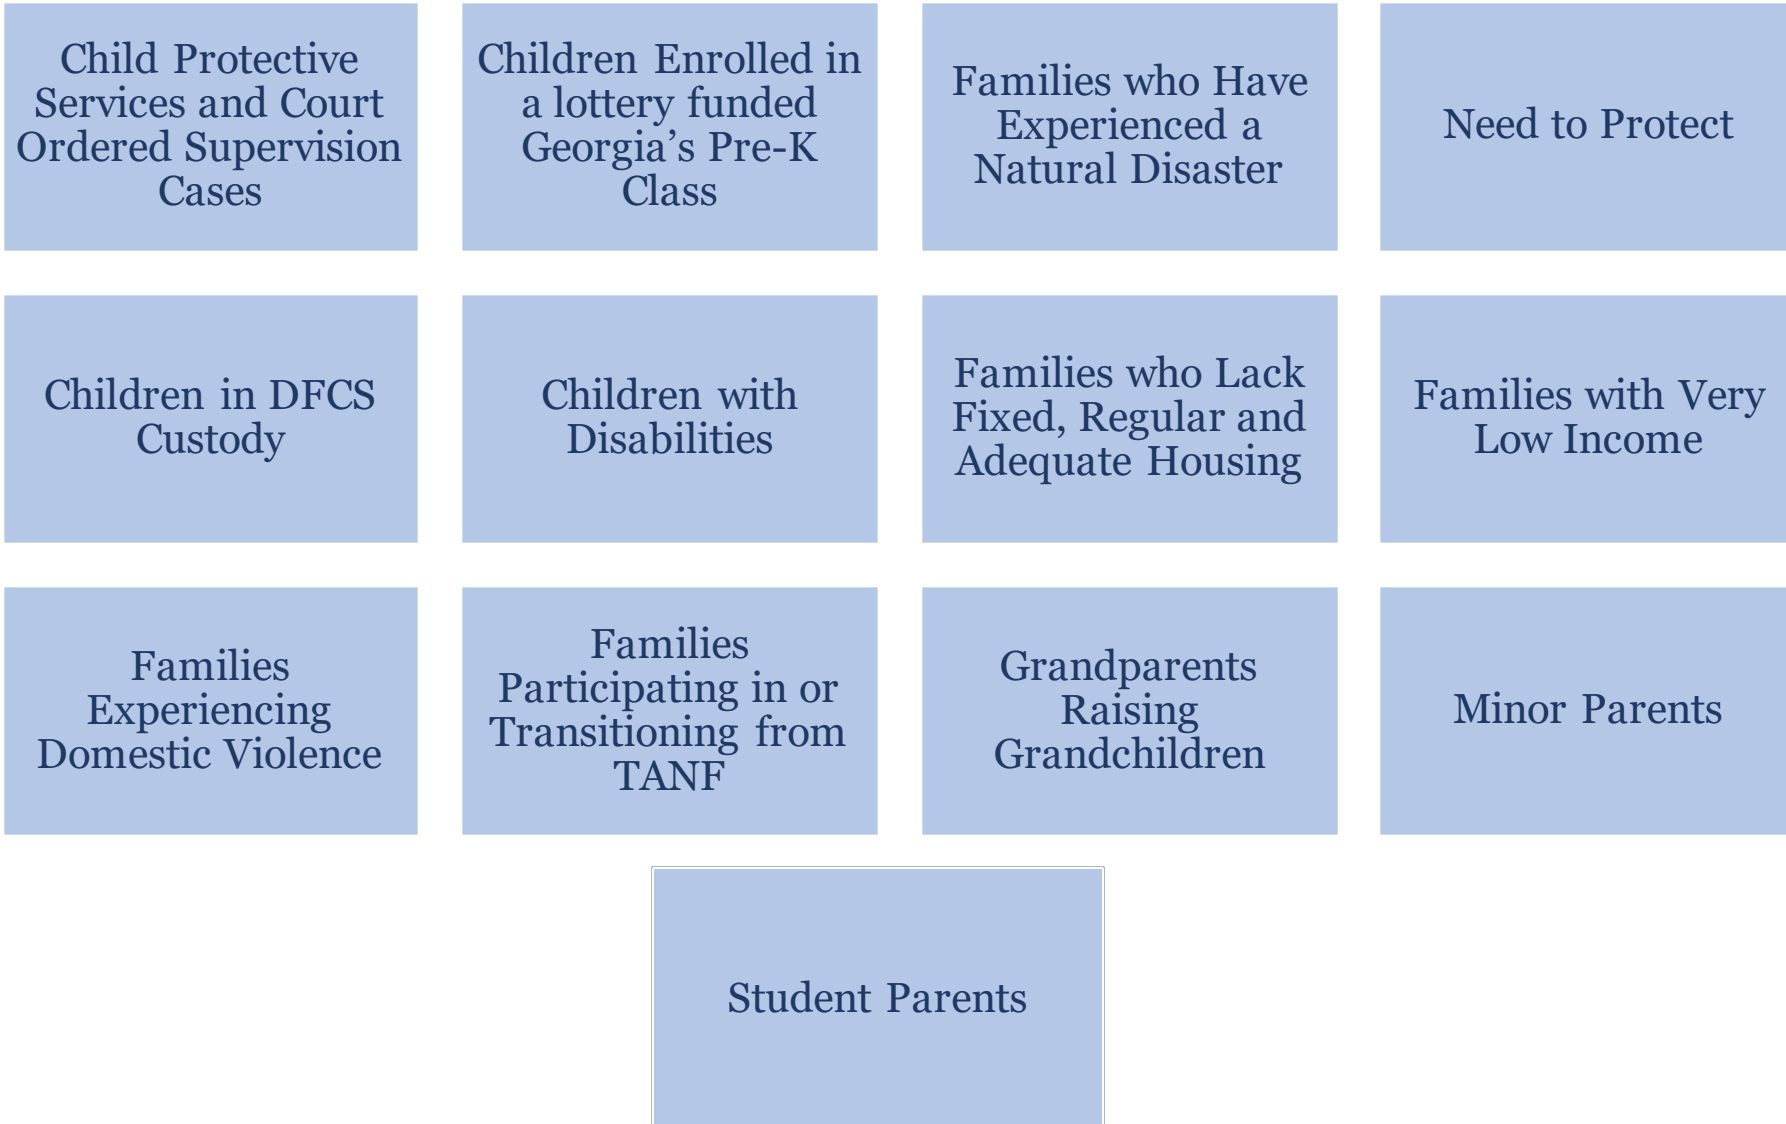 Child Protective
Services and Court
Ordered Supervision
Cases
Children Enrolled in
a lottery funded
Georgia’s Pre-K
Class
Families who Have
Experienced a
Natural Disaster
Need to Protect
Children in DFCS
Custody
Children with
Disabilities
Families who Lack
Fixed, Regular and
Adequate Housing
Families with Very
Low Income
Families
Experiencing
Domestic Violence
Families
Participating in or
Transitioning from
TANF
Grandparents
Raising
Grandchildren
Minor Parents
Student Parents